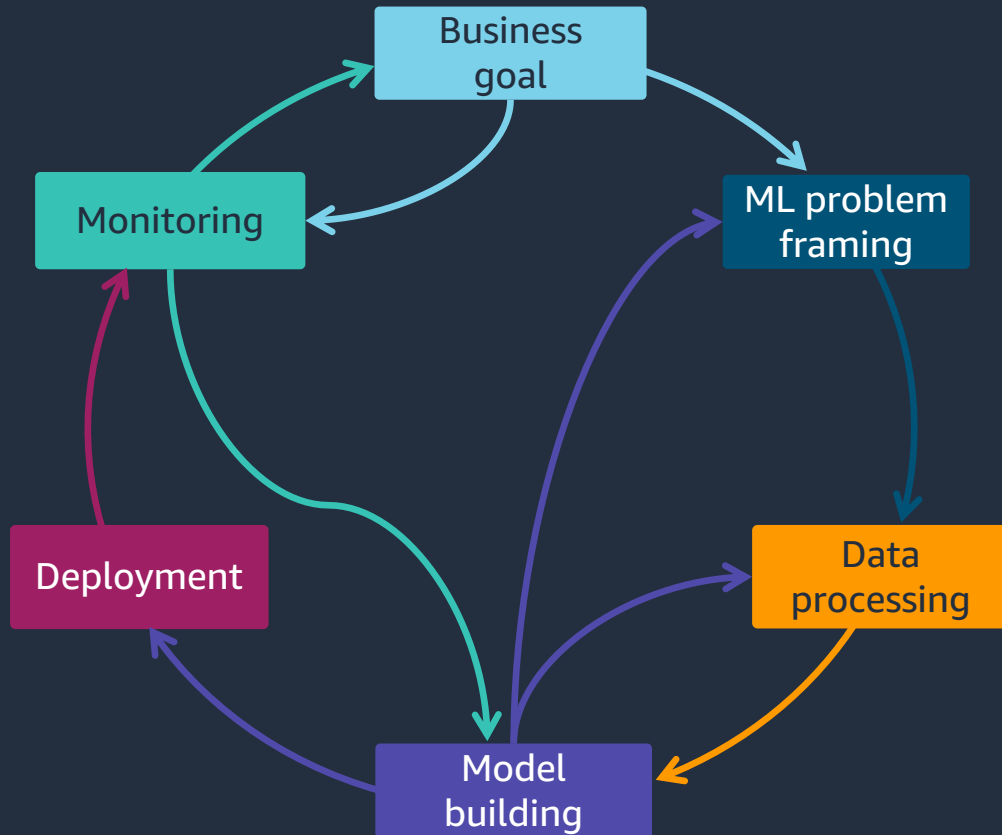 Business
goal
Monitoring
ML problem
framing
Deployment
Data
processing
Model
building